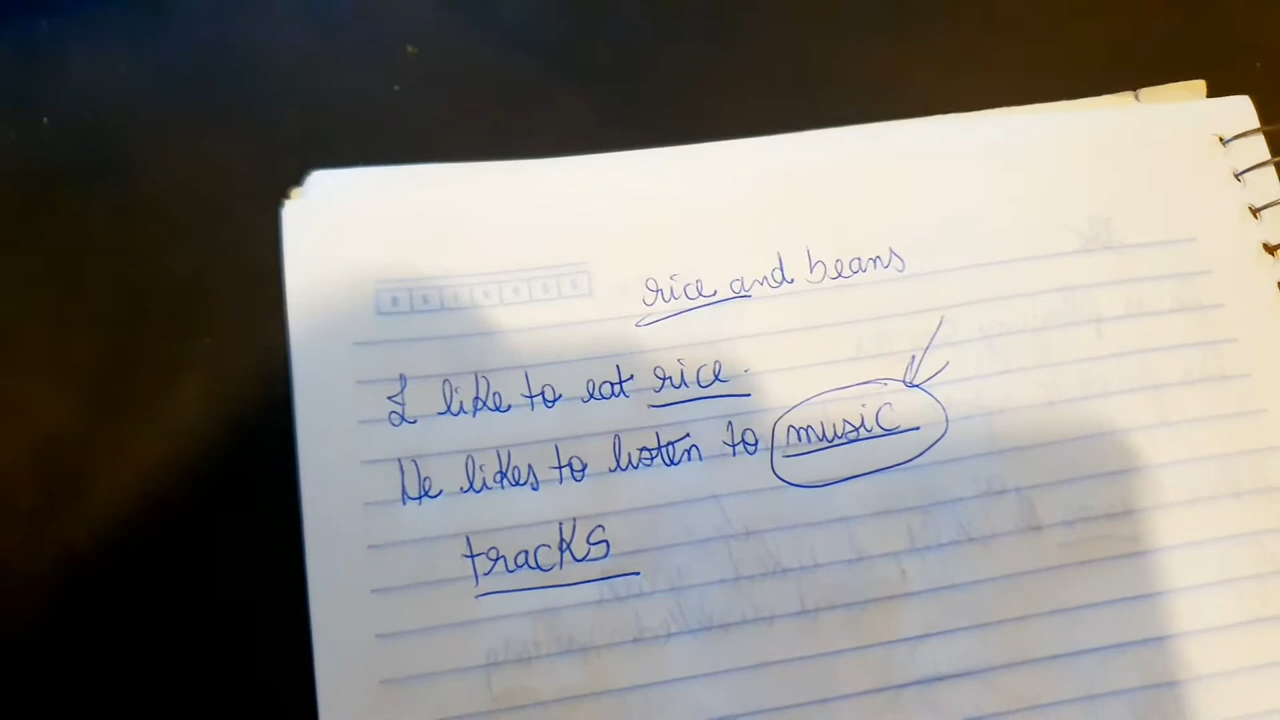 rice and beans
I like to eat rice.
He likes to listen to music
tracks